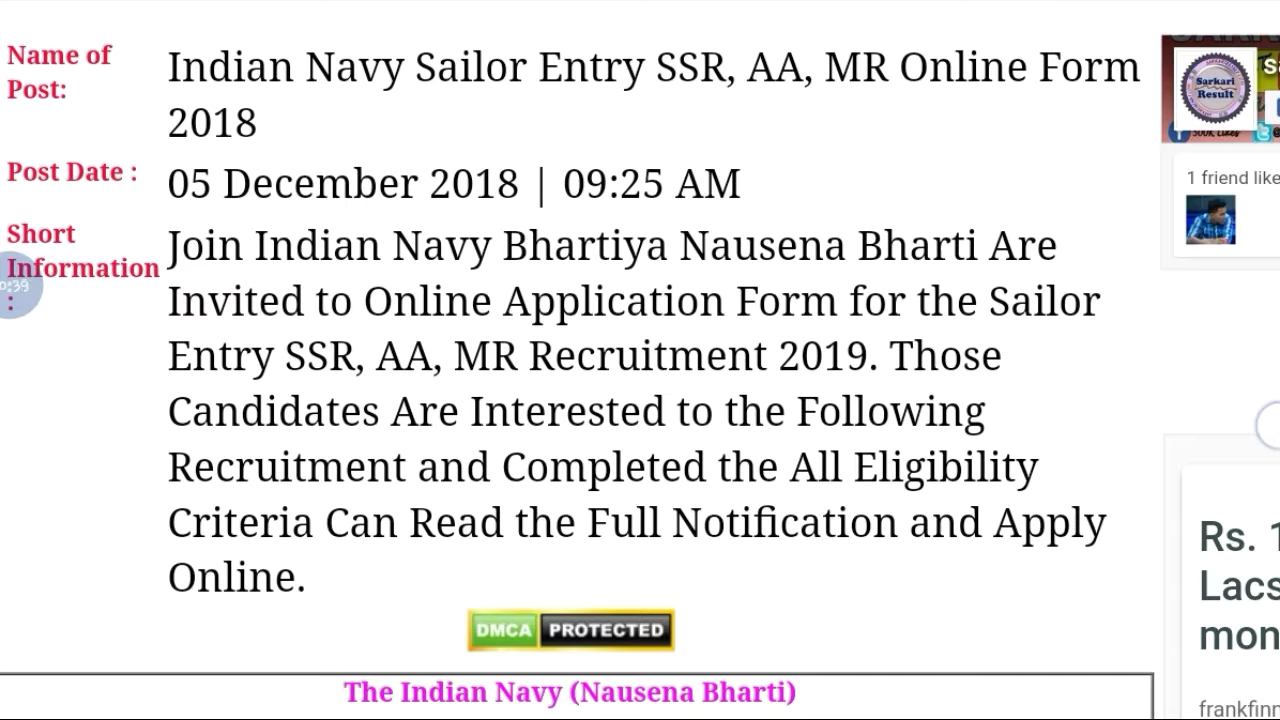 Name of
Post:
Indian Navy Sailor Entry SSR, AA, MR Online Form
2018
Post Date :
05 December 2018 | 09:25 AM
Short
Information
:
Join Indian Navy Bhartiya Nausena Bharti Are
Invited to Online Application Form for the Sailor
Entry SSR, AA, MR Recruitment 2019. Those
Candidates Are Interested to the Following
Recruitment and Completed the All Eligibility
Criteria Can Read the Full Notification and Apply
Online.
DMCA PROTECTED
The Indian Navy (Nausena Bharti)
Sarkari
Result
500K Likes
1 friend like
Rs. 1
Lacs
mon
frankfinn